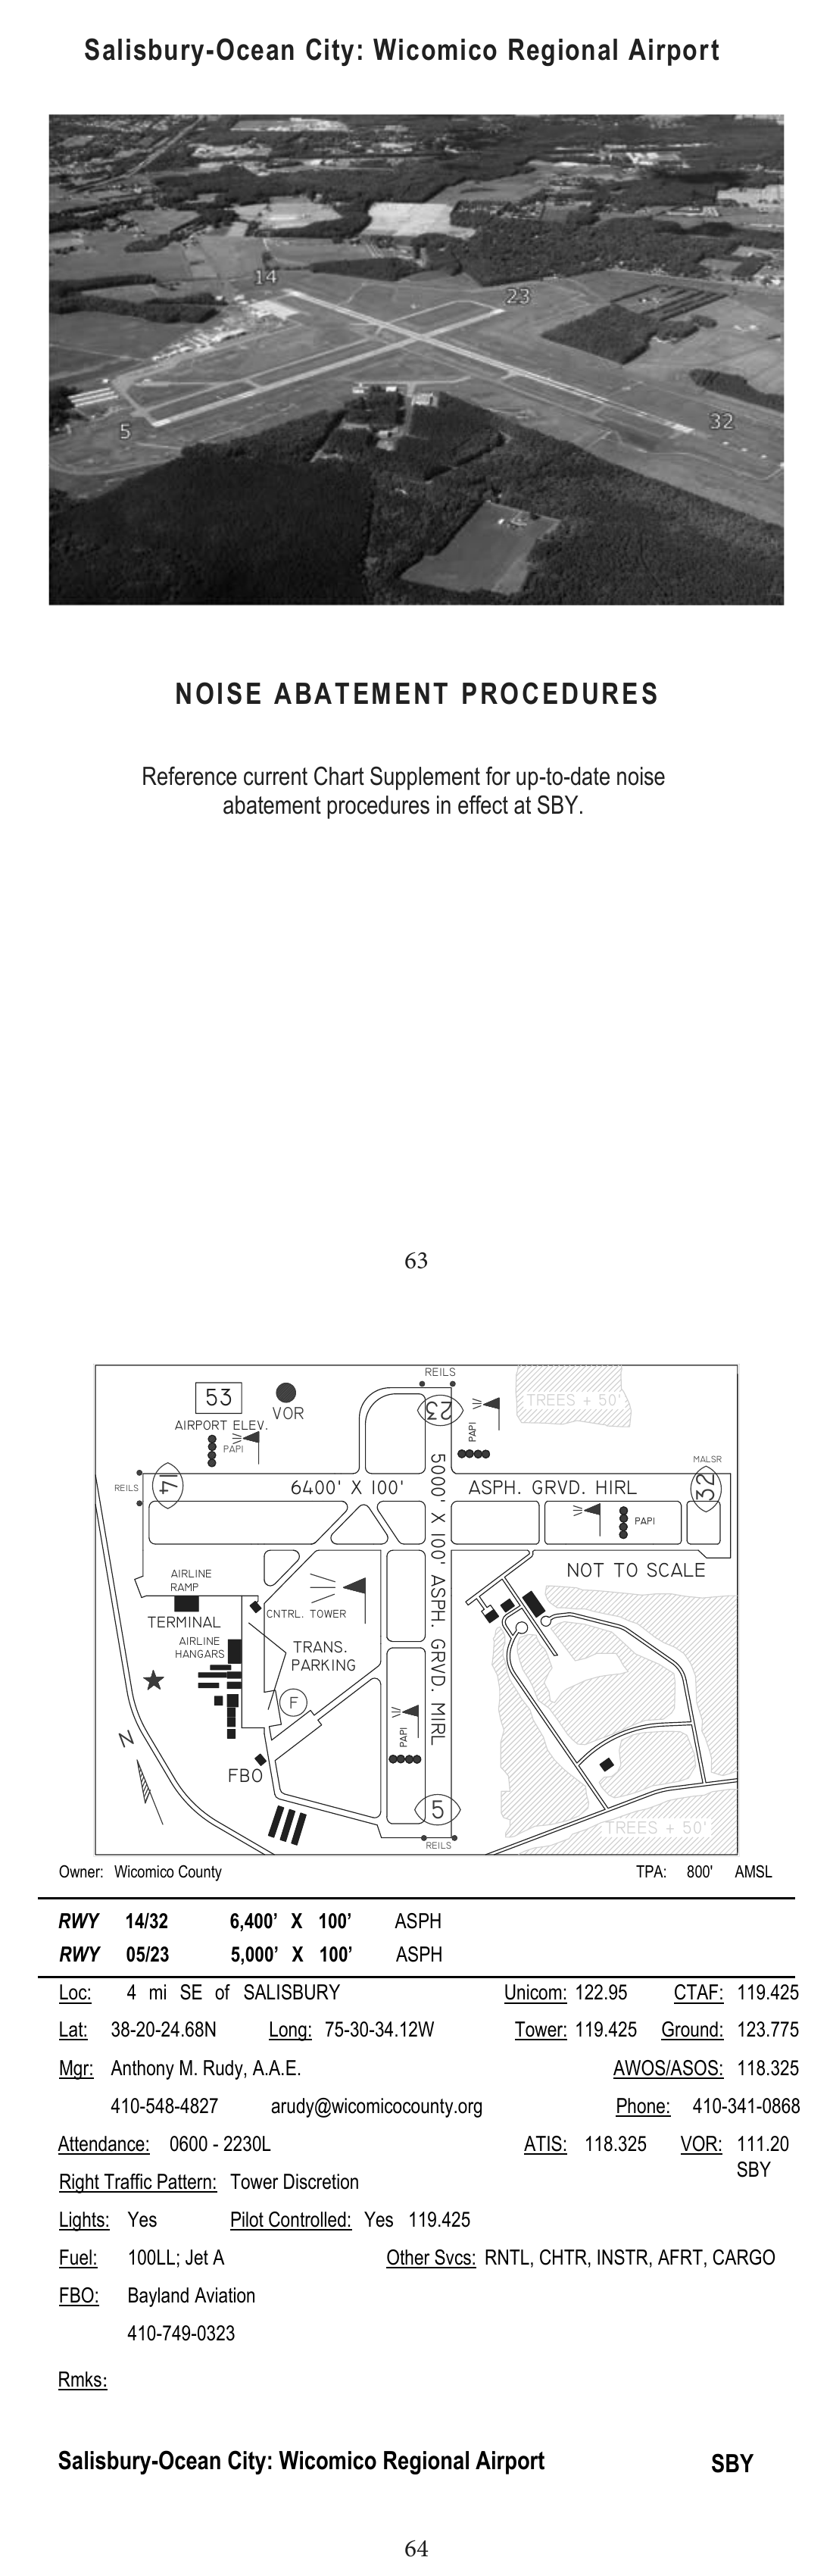 Salisbury-Ocean City: Wicomico Regional Airport
14
23
5
32
NOISE ABATEMENT PROCEDURES
Reference current Chart Supplement for up-to-date noise
abatement procedures in effect at SBY.
63
REILS
53
VOR
AIRPORT ELEV.
PAPI
23
PAPI
TREES + 50'
MALSR
REILS
14
6400' X 100'
ASPH. GRVD. HIRL
32
5000' X 100' ASPH. GRVD. MIRL
PAPI
NOT TO SCALE
AIRLINE
RAMP
TERMINAL
CNTRL. TOWER
AIRLINE
HANGARS
TRANS.
PARKING
F
PAPI
N
FBO
5
REILS
TREES + 50'
Owner: Wicomico County TPA: 800' AMSL
RWY 14/32 6,400’ X 100’ ASPH
RWY 05/23 5,000’ X 100’ ASPH
Loc: 4 mi SE of SALISBURY Unicom: 122.95 CTAF: 119.425
Lat: 38-20-24.68N Long: 75-30-34.12W Tower: 119.425 Ground: 123.775
Mgr: Anthony M. Rudy, A.A.E. AWOS/ASOS: 118.325
410-548-4827 arudy@wicomicocounty.org Phone: 410-341-0868
Attendance: 0600 - 2230L ATIS: 118.325 VOR: 111.20
SBY
Right Traffic Pattern: Tower Discretion
Lights: Yes Pilot Controlled: Yes 119.425
Fuel: 100LL; Jet A Other Svcs: RNTL, CHTR, INSTR, AFRT, CARGO
FBO: Bayland Aviation
410-749-0323
Rmks:
Salisbury-Ocean City: Wicomico Regional Airport SBY
64